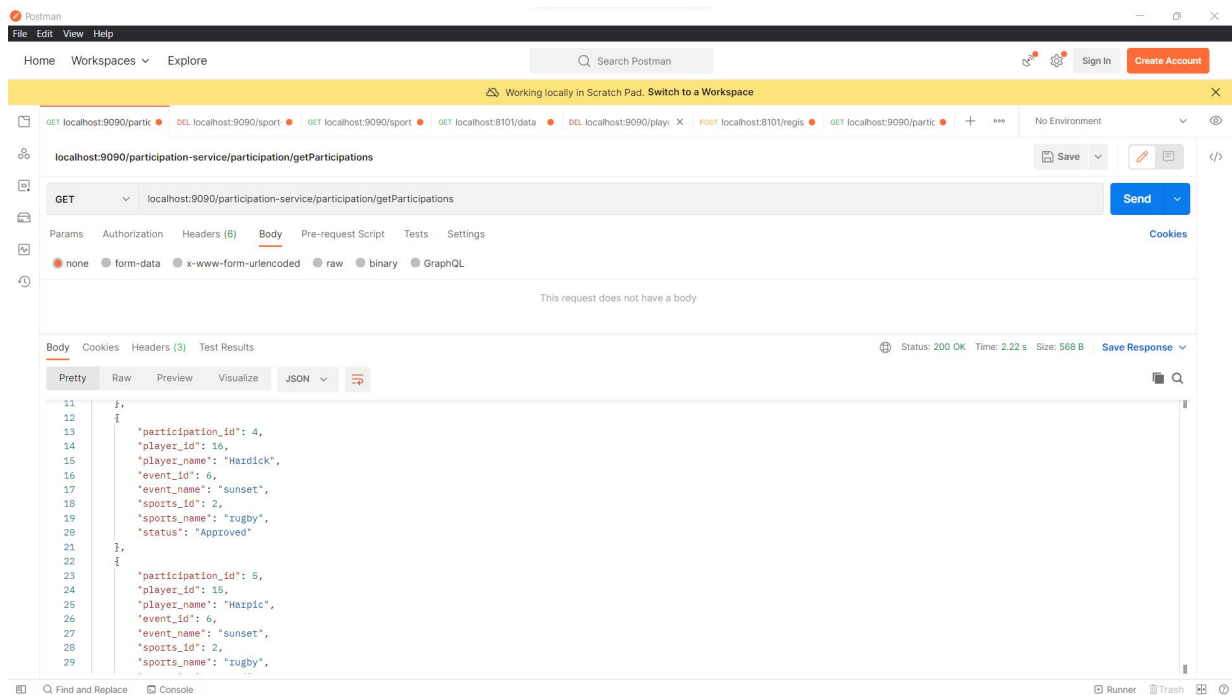 Postman
File Edit View Help
Home Workspaces Explore Search Postman Sign In Create Account
Working locally in Scratch Pad. Switch to a Workspace
GET localhost:9090/partic DEL localhost:9090/sport- GET localhost:9090/sport GET localhost:8101/data DEL localhost:9090/play POST localhost:8101/regis GET localhost:9090/partic No Environment
localhost:9090/participation-service/participation/getParticipations Save
GET localhost:9090/participation-service/participation/getParticipations Send
Params Authorization Headers (6) Body Pre-request Script Tests Settings Cookies
none form-data x-www-form-urlencoded raw binary GraphQL
This request does not have a body
Body Cookies Headers (3) Test Results Status: 200 OK Time: 2.22 s Size: 568 B Save Response
Pretty Raw Preview Visualize JSON
11 },
12 {
13 "participation_id": 4,
14 "player_id": 16,
15 "player_name": "Hardick",
16 "event_id": 6,
17 "event_name": "sunset",
18 "sports_id": 2,
19 "sports_name": "rugby",
20 "status": "Approved"
21 },
22 {
23 "participation_id": 5,
24 "player_id": 15,
25 "player_name": "Harpic",
26 "event_id": 6,
27 "event_name": "sunset",
28 "sports_id": 2,
29 "sports_name": "rugby",
Find and Replace Console Runner Trash